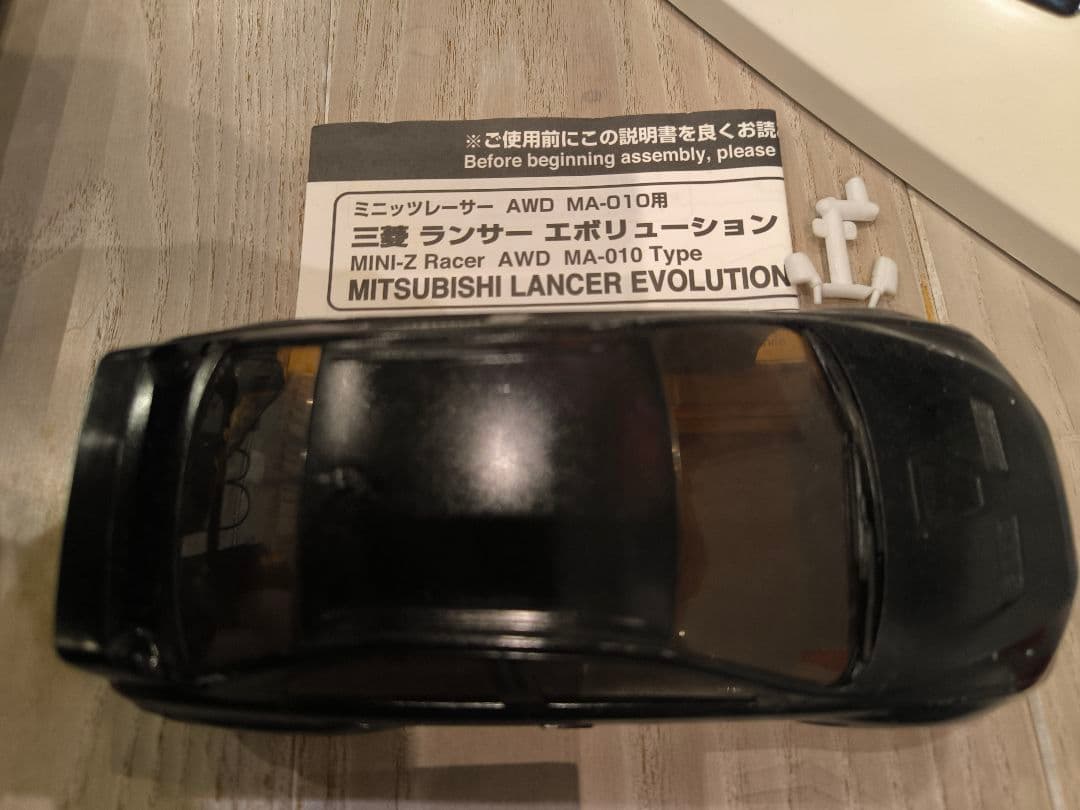 ※ご使用前にこの説明書を良くお読
Before beginning assembly, please
ミニッツレーサー AWD MA-010用
三菱 ランサー エボリューション
MINI-Z Racer AWD MA-010 Type
MITSUBISHI LANCER EVOLUTION